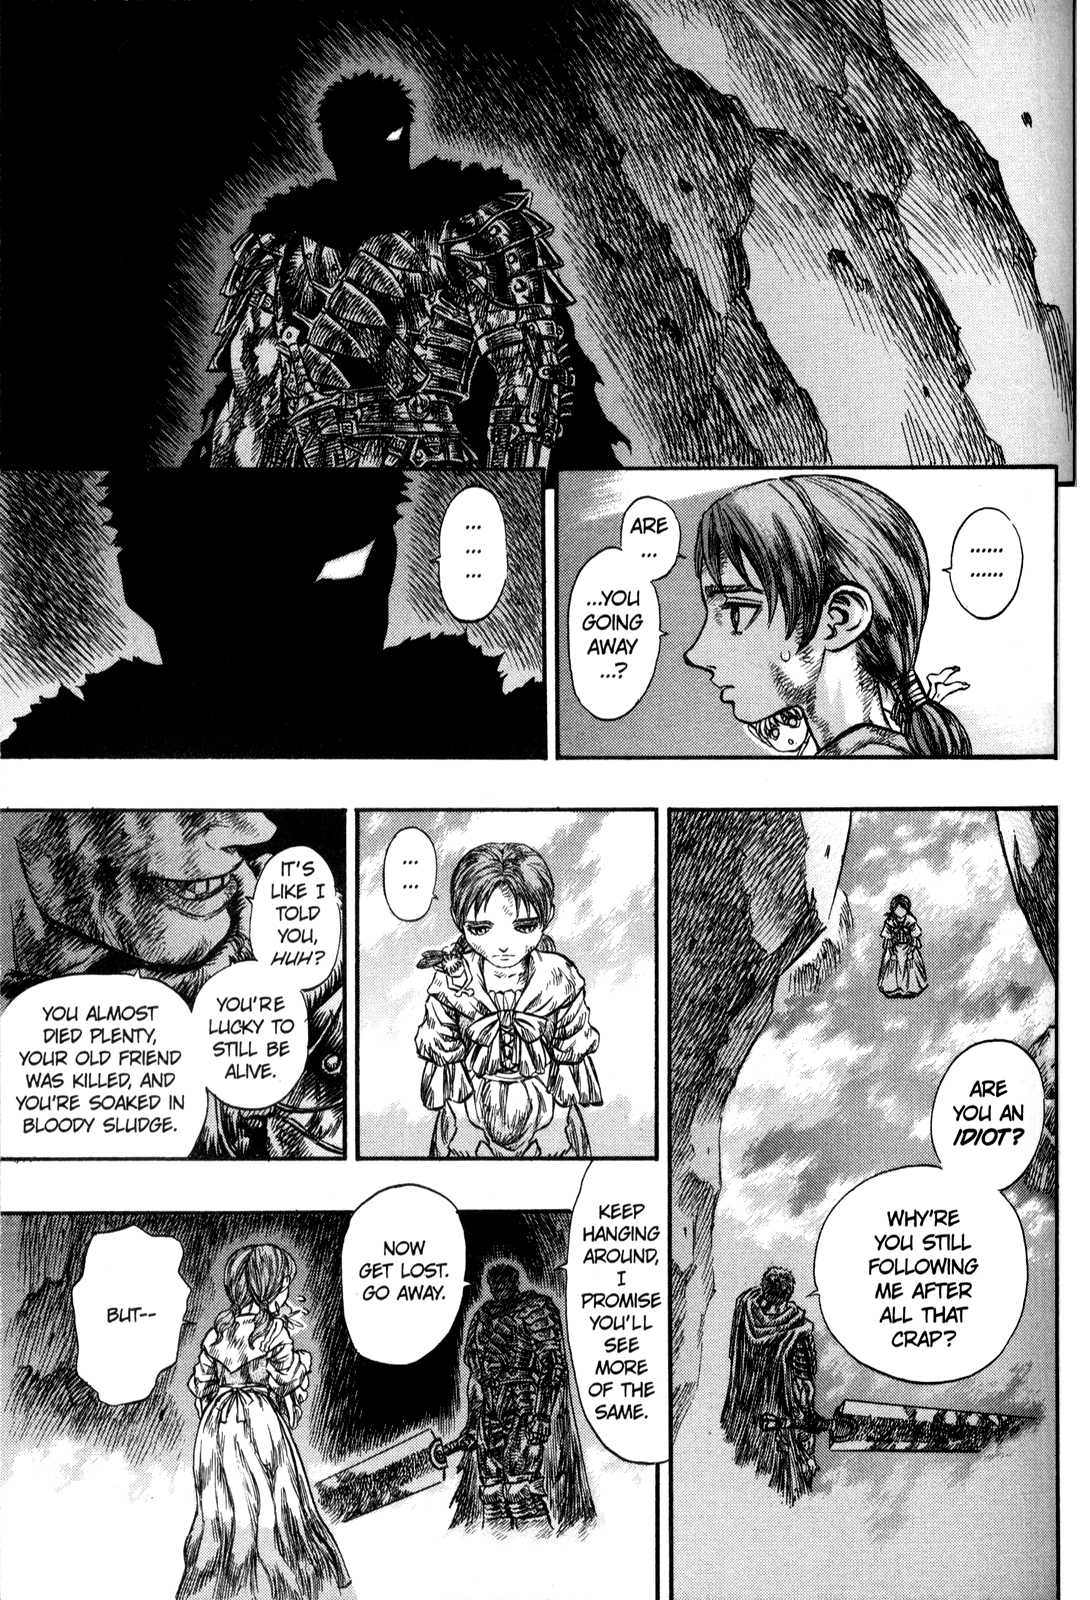 ......
......
ARE
...
...YOU
GOING
AWAY
...?
...
...
...
ARE
YOU AN
IDIOT?
WHY'RE
YOU STILL
FOLLOWING
ME AFTER
ALL THAT
CRAP?
...
...
IT'S
LIKE I
TOLD
YOU,
HUH?
YOU'RE
LUCKY TO
STILL BE
ALIVE.
YOU ALMOST
DIED PLENTY,
YOUR OLD FRIEND
WAS KILLED, AND
YOU'RE SOAKED IN
BLOODY SLUDGE.
KEEP
HANGING
AROUND,
I
PROMISE
YOU'LL
SEE
MORE
OF THE
SAME.
NOW
GET LOST.
GO AWAY.
BUT--